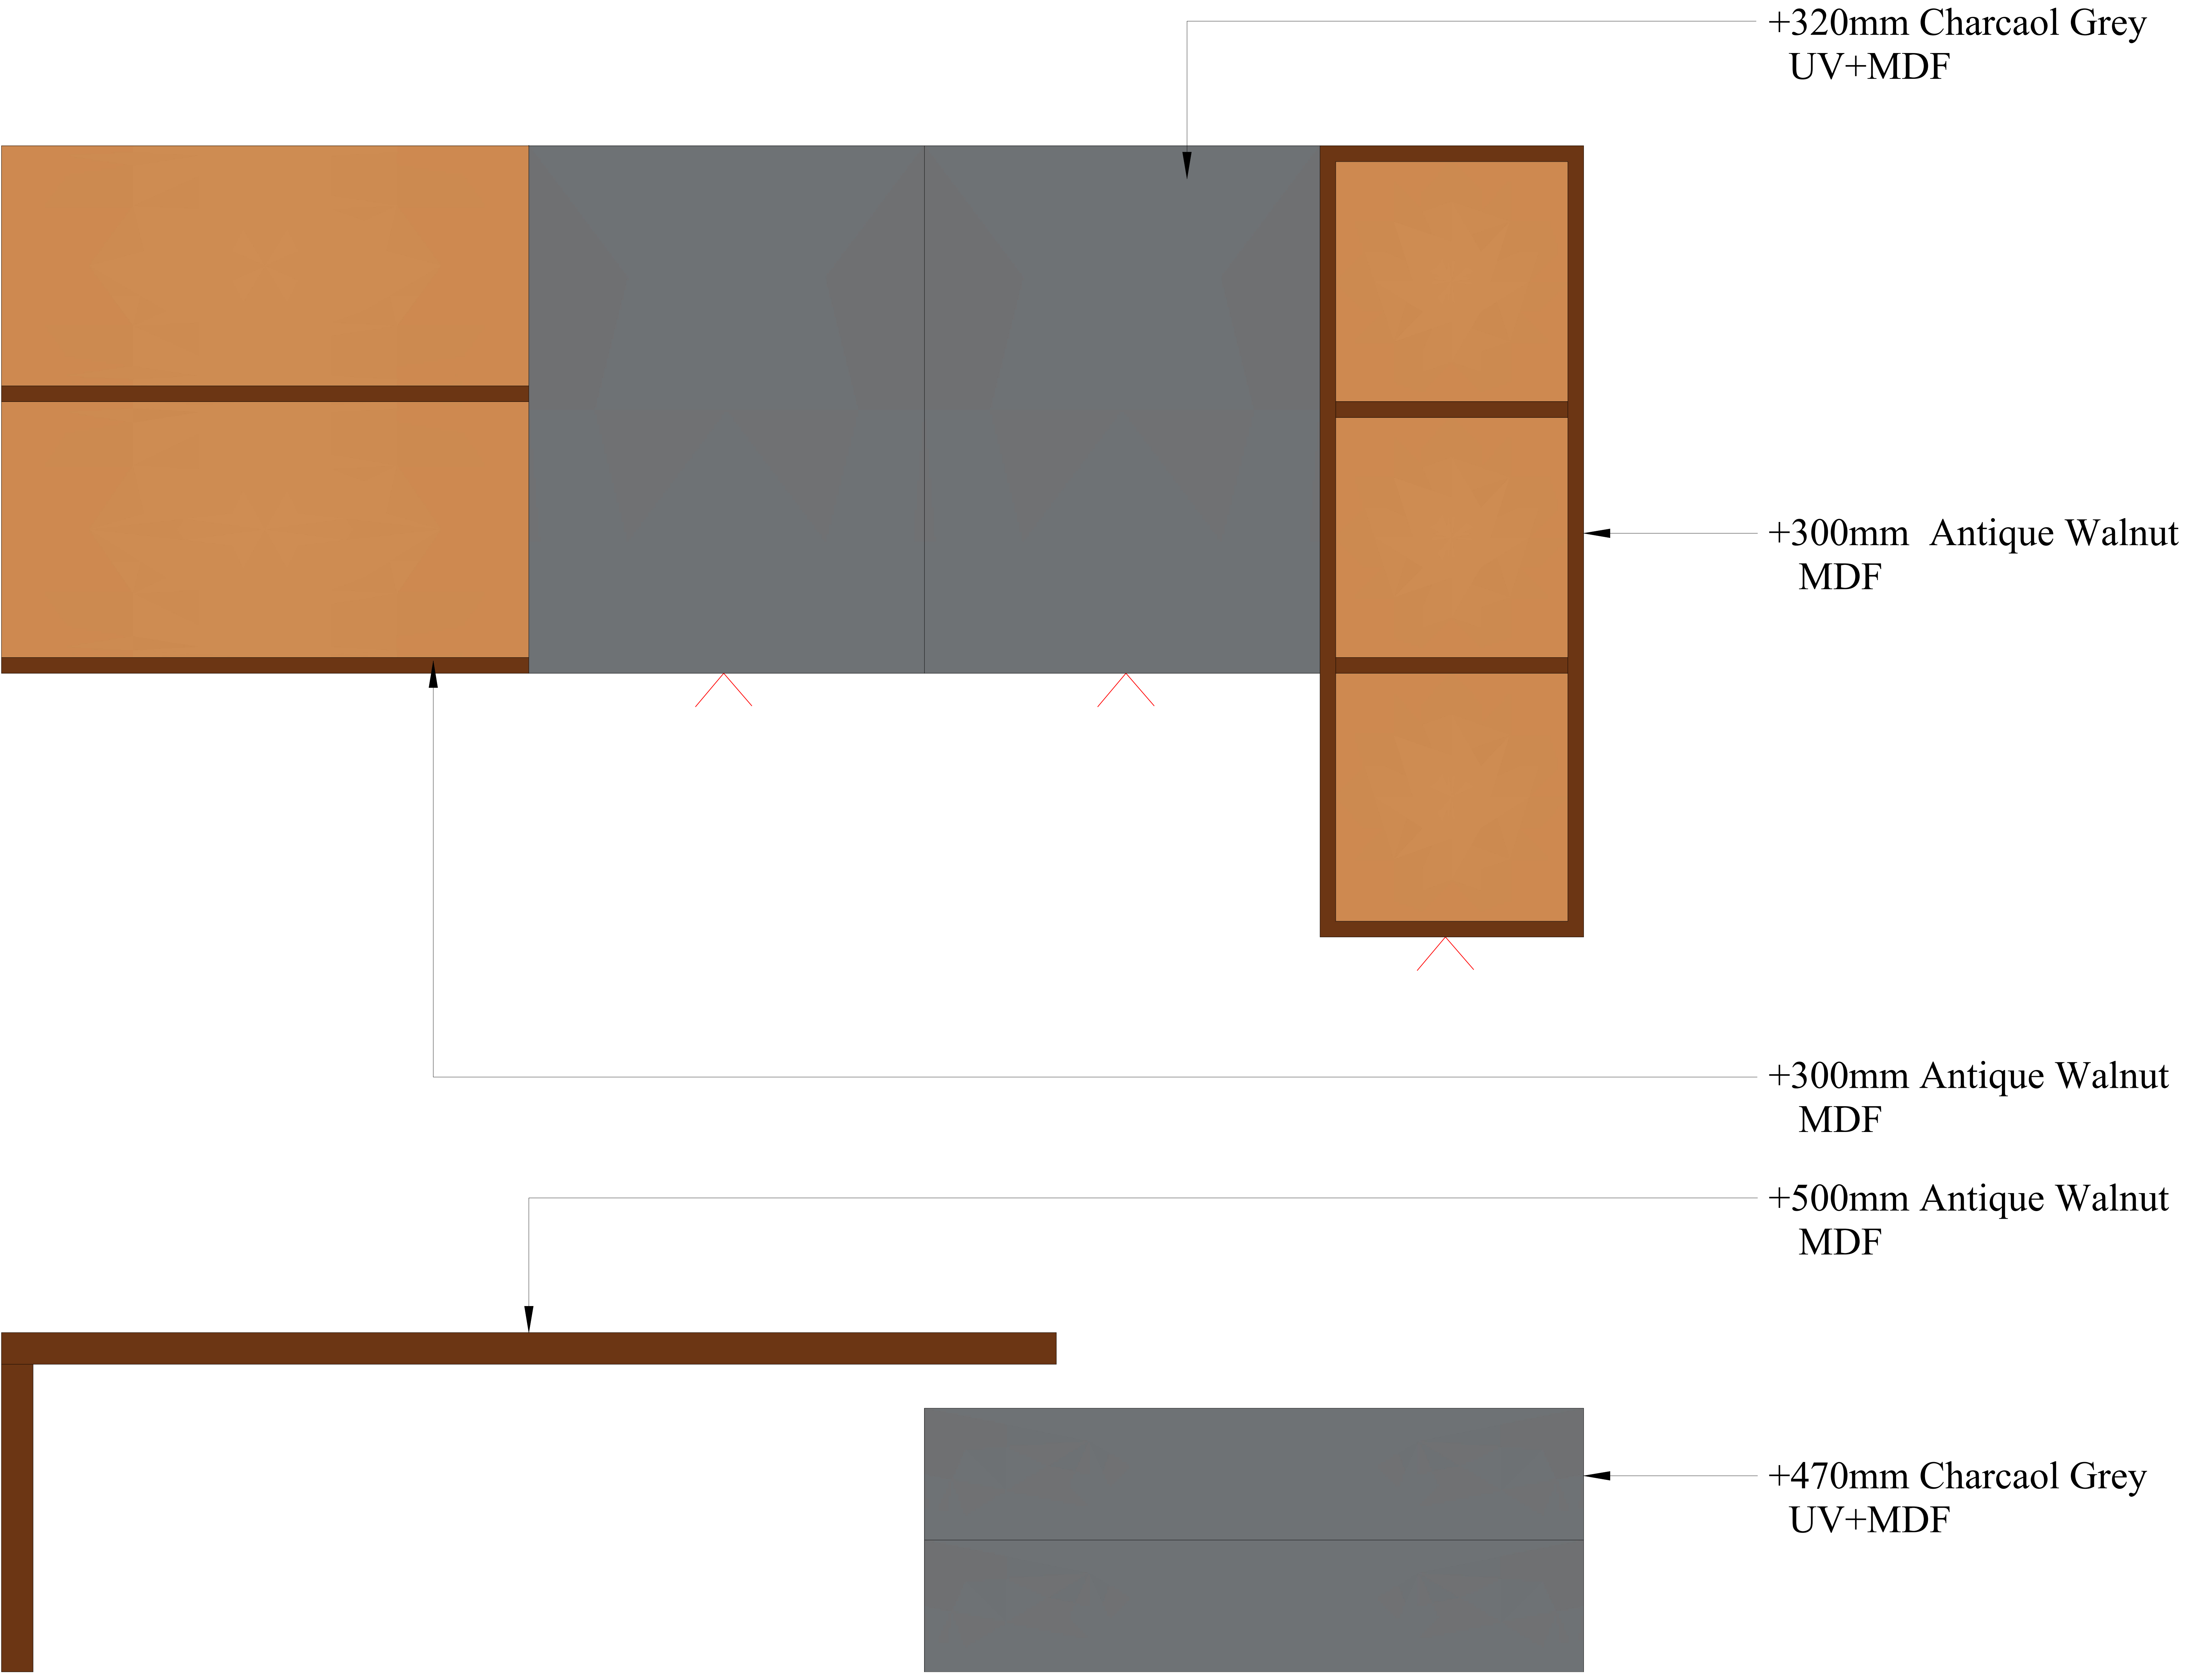 +320mm Charcaol Grey
UV+MDF
+300mm  Antique Walnut
MDF
+300mm Antique Walnut
MDF
+500mm Antique Walnut
MDF
+470mm Charcaol Grey
UV+MDF